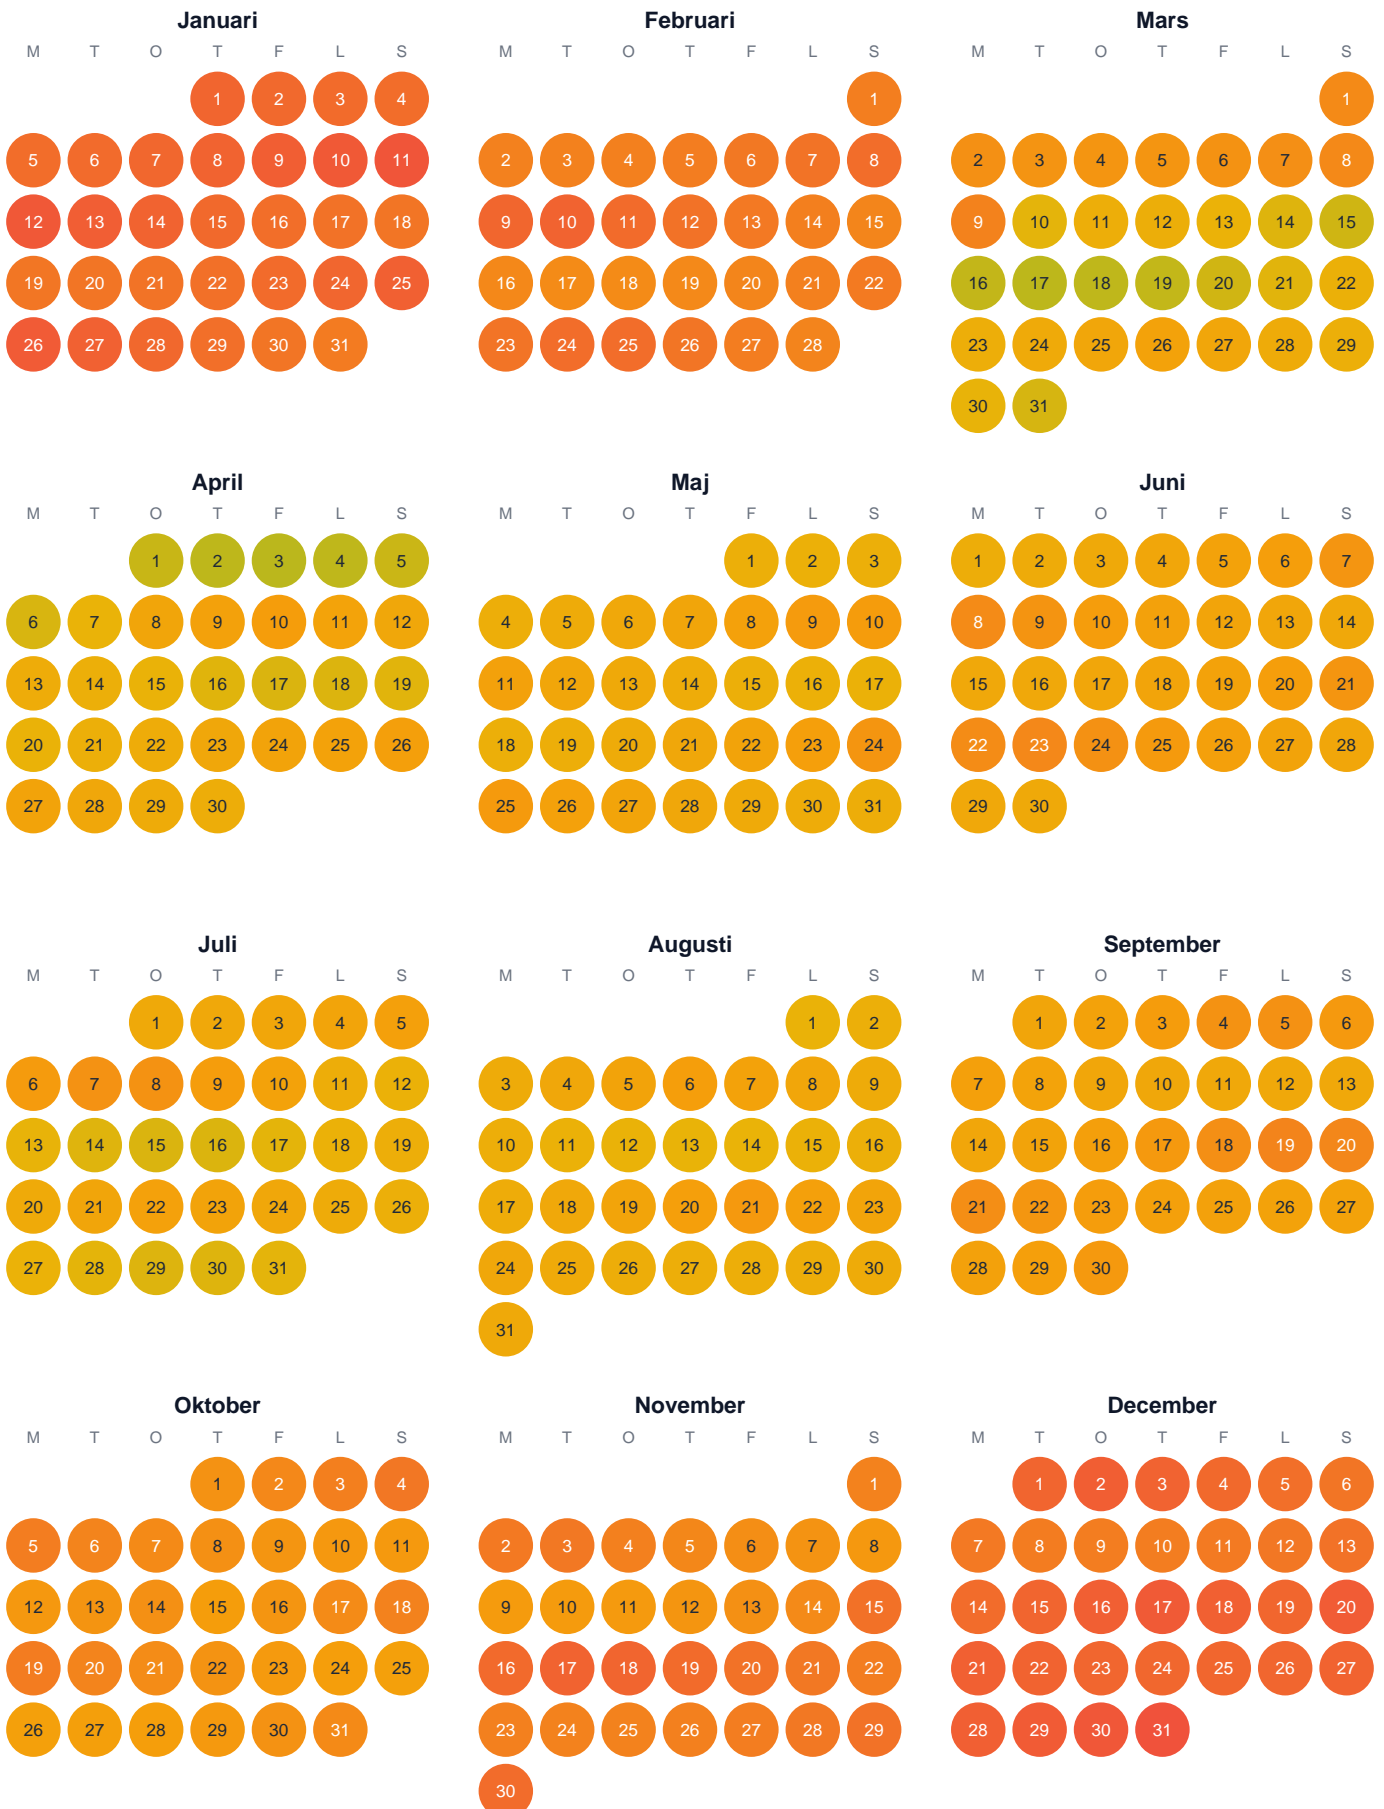 Januari Februari Mars
M T O T F L S M T O T F L S M T O T F L S
1 2 3 4 1 1
5 6 7 8 9 10 11 2 3 4 5 6 7 8 2 3 4 5 6 7 8
12 13 14 15 16 17 18 9 10 11 12 13 14 15 9 10 11 12 13 14 15
19 20 21 22 23 24 25 16 17 18 19 20 21 22 16 17 18 19 20 21 22
26 27 28 29 30 31 23 24 25 26 27 28 23 24 25 26 27 28 29
30 31
April Maj Juni
M T O T F L S M T O T F L S M T O T F L S
1 2 3 4 5 1 2 3 1 2 3 4 5 6 7
6 7 8 9 10 11 12 4 5 6 7 8 9 10 8 9 10 11 12 13 14
13 14 15 16 17 18 19 11 12 13 14 15 16 17 15 16 17 18 19 20 21
20 21 22 23 24 25 26 18 19 20 21 22 23 24 22 23 24 25 26 27 28
27 28 29 30 25 26 27 28 29 30 31 29 30
Juli Augusti September
M T O T F L S M T O T F L S M T O T F L S
1 2 3 4 5 1 2 1 2 3 4 5 6
6 7 8 9 10 11 12 3 4 5 6 7 8 9 7 8 9 10 11 12 13
13 14 15 16 17 18 19 10 11 12 13 14 15 16 14 15 16 17 18 19 20
20 21 22 23 24 25 26 17 18 19 20 21 22 23 21 22 23 24 25 26 27
27 28 29 30 31 24 25 26 27 28 29 30 28 29 30
31
Oktober November December
M T O T F L S M T O T F L S M T O T F L S
1 2 3 4 1 1 2 3 4 5 6
5 6 7 8 9 10 11 2 3 4 5 6 7 8 7 8 9 10 11 12 13
12 13 14 15 16 17 18 9 10 11 12 13 14 15 14 15 16 17 18 19 20
19 20 21 22 23 24 25 16 17 18 19 20 21 22 21 22 23 24 25 26 27
26 27 28 29 30 31 23 24 25 26 27 28 29 28 29 30 31
30